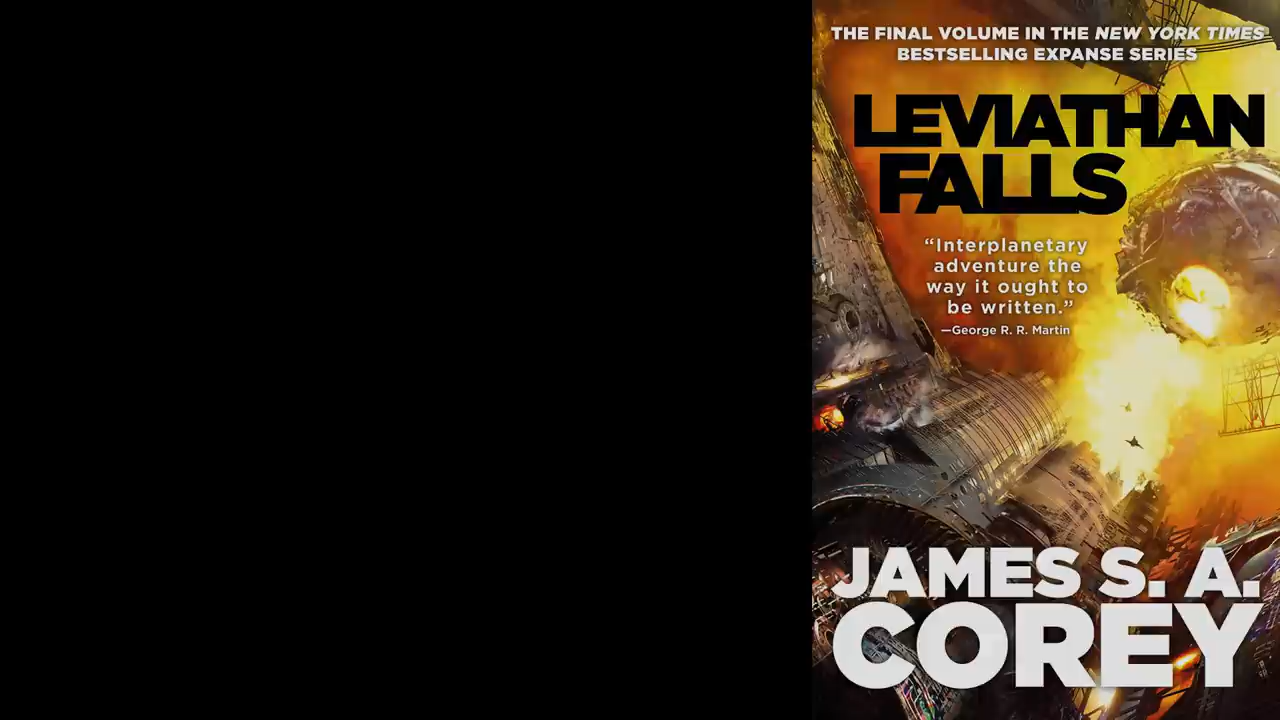 THE FINAL VOLUME IN THE NEW YORK TIMES
BESTSELLING EXPANSE SERIES
LEVIATHAN
FALLS
“Interplanetary
adventure the
way it ought to
be written.”
—George R. R. Martin
JAMES S. A.
COREY